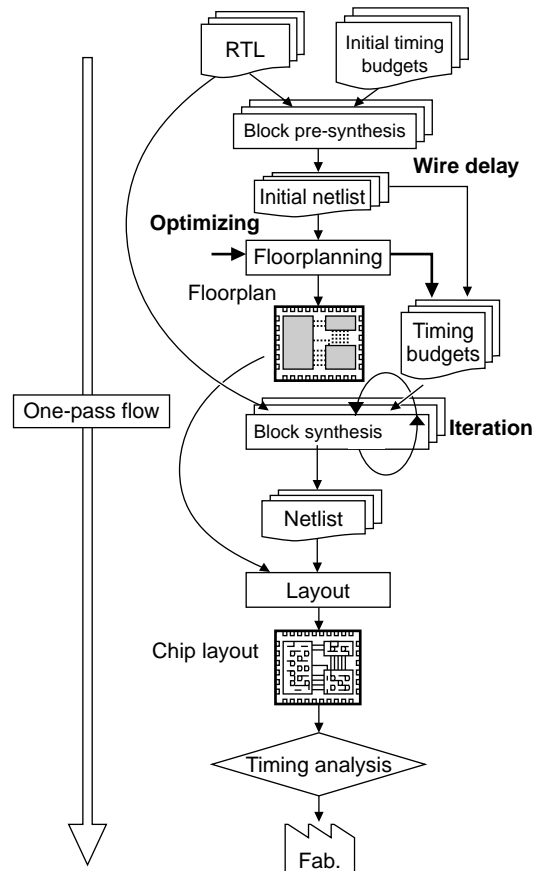 RTL
Initial timing
budgets
Block pre-synthesis
Wire delay
Initial netlist
Optimizing
Floorplanning
Floorplan
Timing
budgets
One-pass flow
Block synthesis
Iteration
Netlist
Layout
Chip layout
Timing analysis
Fab.